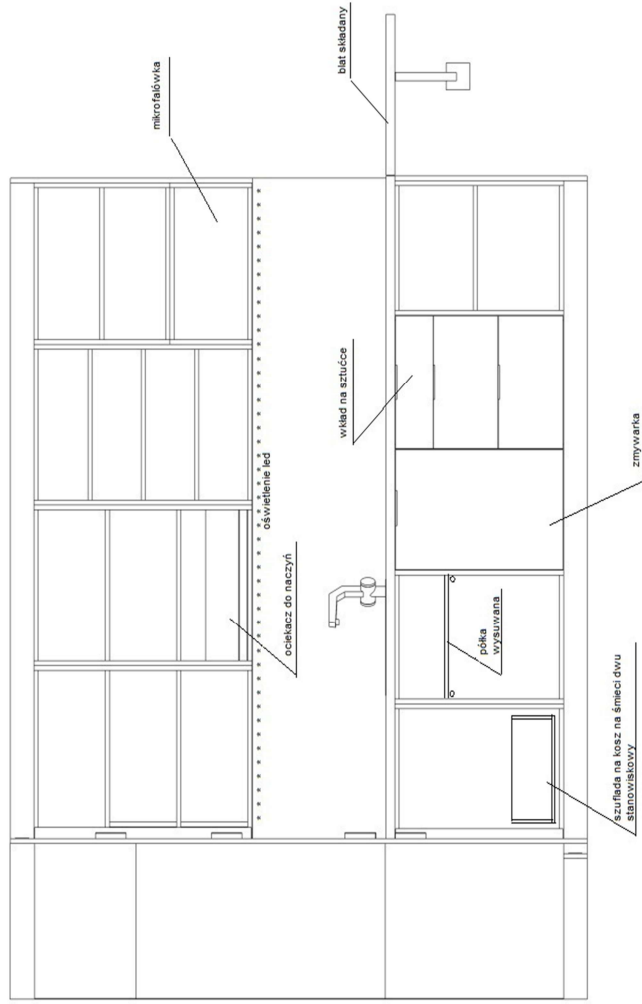 mikrofalówka
blat składany
oświetlenie led
ociekacz do naczyń
wkład na sztućce
półka
wysuwana
zmywarka
szuflada na kosz na śmieci dwu
stanowiskowy